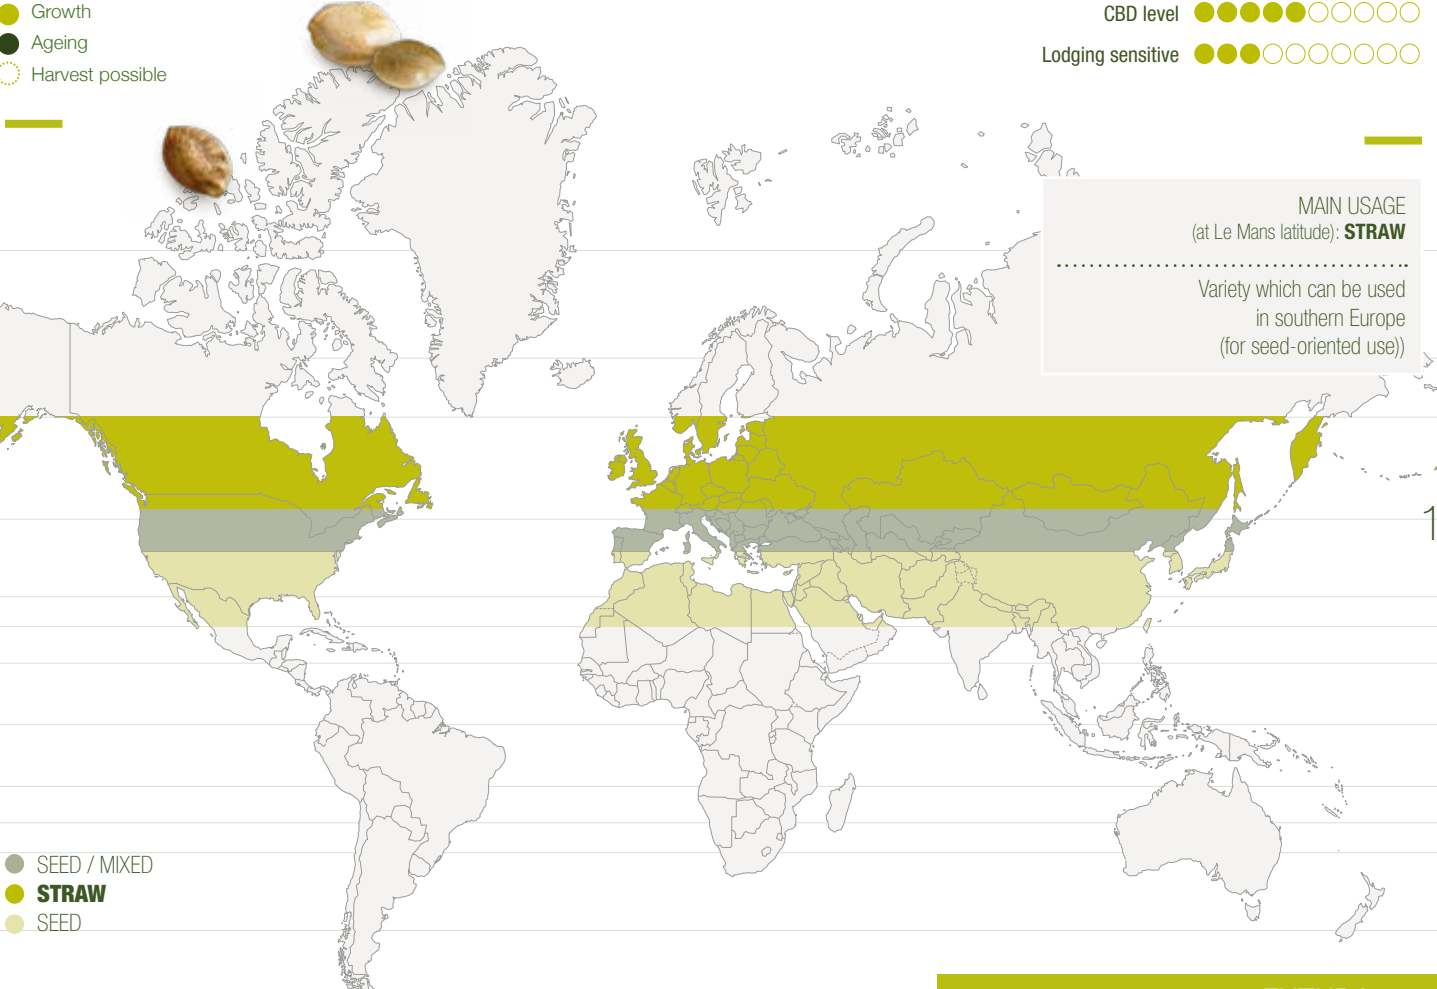 Growth
Ageing
Harvest possible
CBD level
Lodging sensitive
MAIN USAGE
(at Le Mans latitude): STRAW
Variety which can be used
in southern Europe
(for seed-oriented use))
1
SEED / MIXED
STRAW
SEED